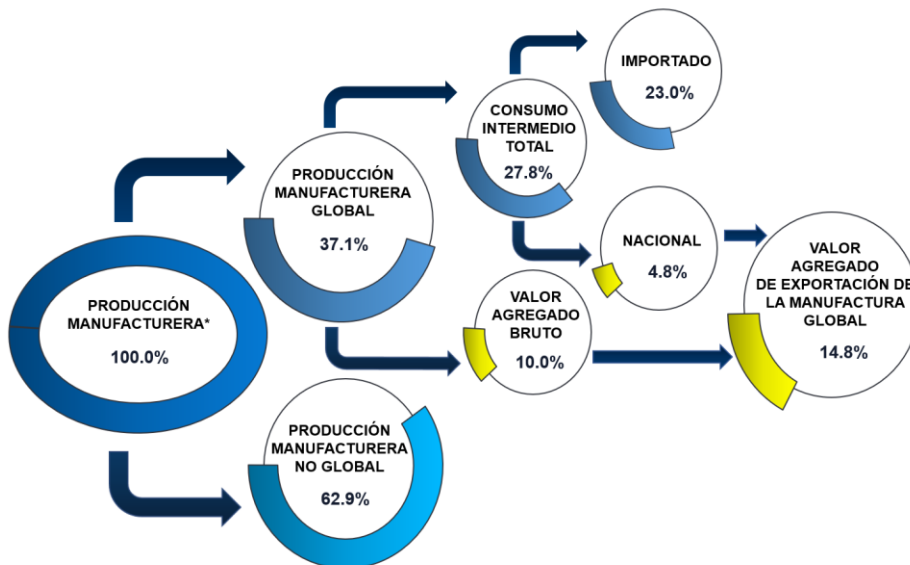 IMPORTADO
23.0%
CONSUMO
INTERMEDIO
TOTAL
27.8%
PRODUCCIÓN
MANUFACTURERA
GLOBAL
37.1%
NACIONAL
4.8%
VALOR
AGREGADO
DE EXPORTACIÓN DE
LA MANUFACTURA
GLOBAL
14.8%
VALOR
AGREGADO
BRUTO
10.0%
PRODUCCIÓN
MANUFACTURERA*
100.0%
PRODUCCIÓN
MANUFACTURERA
NO GLOBAL
62.9%